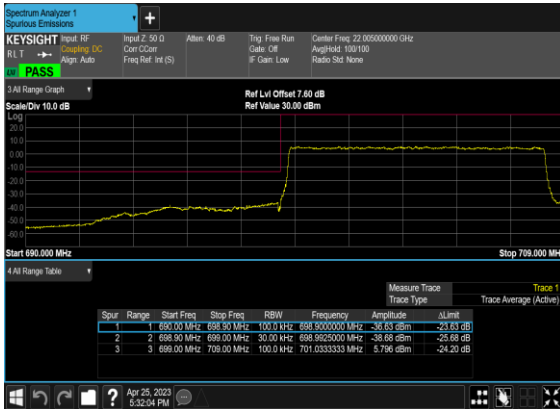 Spectrum Analyzer 1
Spurious Emissions
KEYSIGHT Input: RF Input Z: 50 Ω Atten: 40 dB Trig: Free Run Center Freq: 22.005000000 GHz
RLT Coupling: DC Corr CCorr Gate: Off Avg|Hold: 100/100
Align: Auto Freq Ref: Int (S) IF Gain: Low Radio Std: None
PASS
3 All Range Graph
Ref Lvl Offset 7.60 dB
Scale/Div 10.0 dB Ref Value 30.00 dBm
Log
20.0
10.0
0.00
-10.0
-20.0
-30.0
-40.0
-50.0
-60.0
Start 690.000 MHz Stop 709.000 MH
4 All Range Table
Measure Trace Trace 1
Trace Type Trace Average (Active)
Spur Range Start Freq Stop Freq RBW Frequency Amplitude ΔLimit
1 1 690.00 MHz 698.90 MHz 100.0 kHz 698.9000000 MHz -36.63 dBm -23.63 dB
2 2 698.90 MHz 699.00 MHz 30.00 kHz 698.9925000 MHz -38.68 dBm -25.68 dB
3 3 699.00 MHz 709.00 MHz 100.0 kHz 701.0333333 MHz 5.796 dBm -24.20 dB
Apr 25, 2023
5:32:04 PM